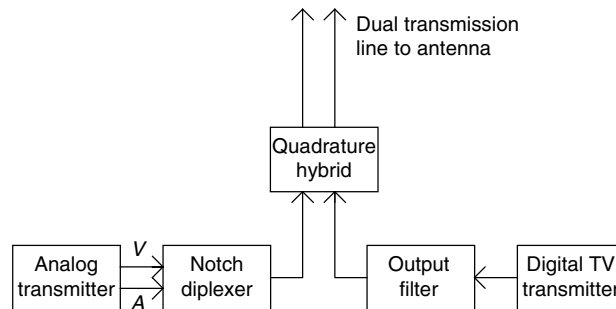 Dual transmission
line to antenna
Quadrature
hybrid
V
A
Analog
transmitter
Notch
diplexer
Output
filter
Digital TV
transmitter